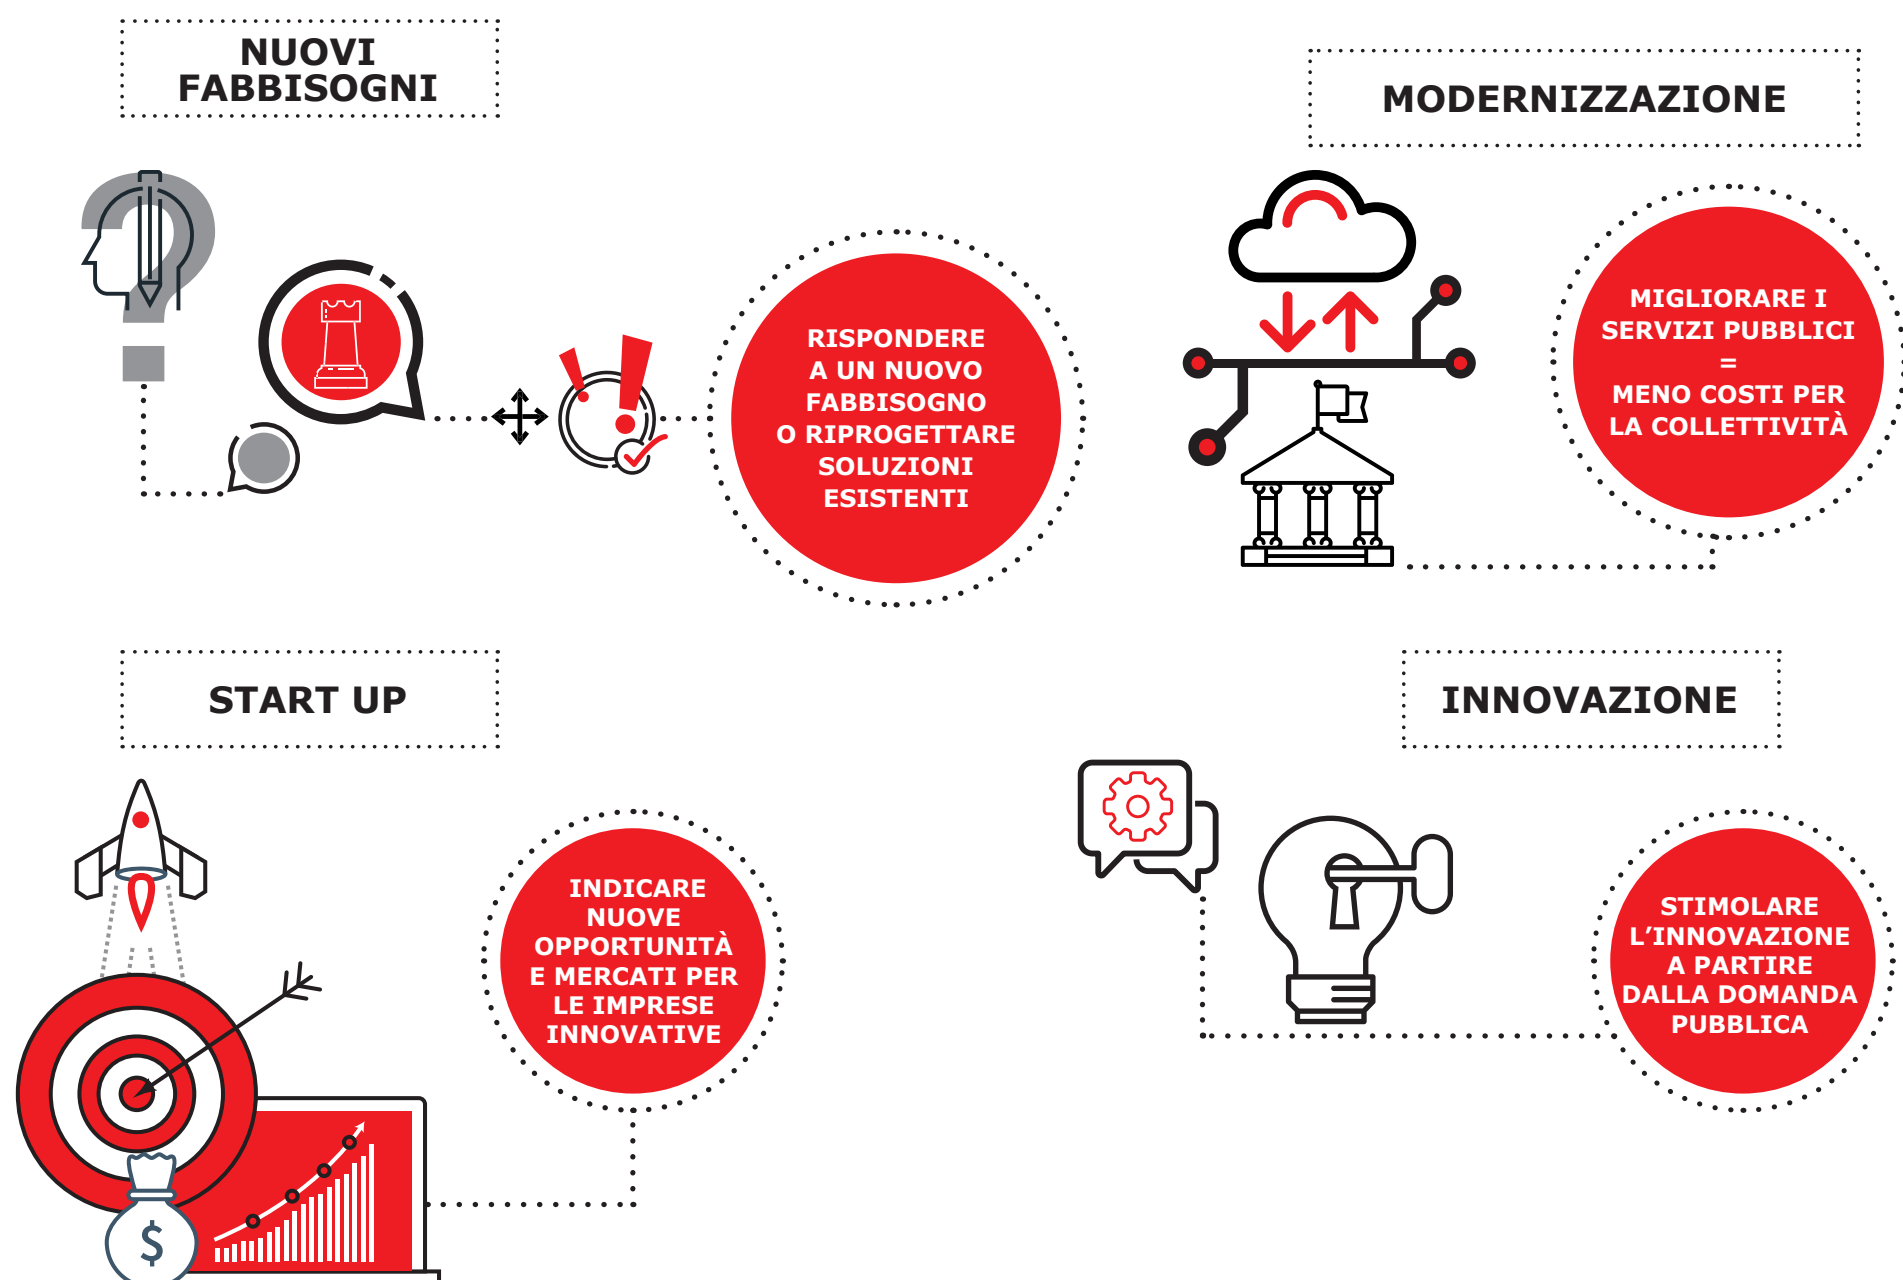 NUOVI
FABBISOGNI
RISPONDERE
A UN NUOVO
FABBISOGNO
O RIPROGETTARE
SOLUZIONI
ESISTENTI
MODERNIZZAZIONE
MIGLIORARE I
SERVIZI PUBBLICI
=
MENO COSTI PER
LA COLLETTIVITÀ
START UP
INDICARE
NUOVE
OPPORTUNITÀ
E MERCATI PER
LE IMPRESE
INNOVATIVE
$
INNOVAZIONE
STIMOLARE
L’INNOVAZIONE
A PARTIRE
DALLA DOMANDA
PUBBLICA